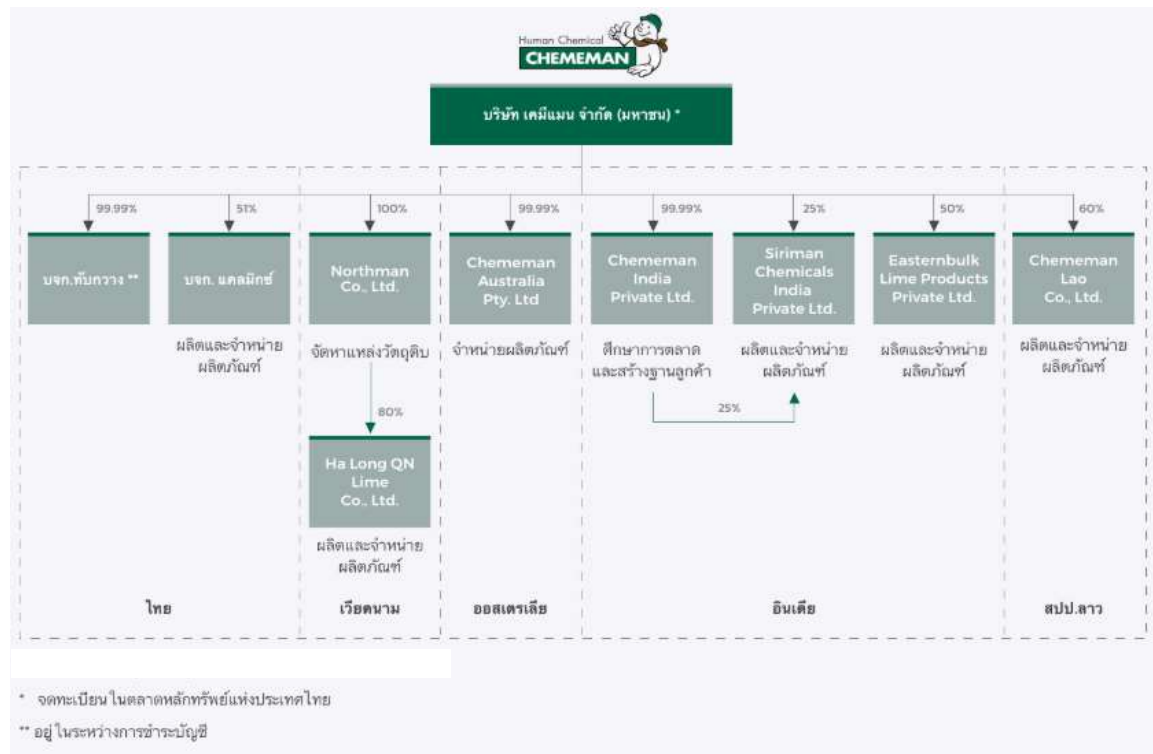 Human Chemical
CHEMEMAN
บริษัท เคมีแมน จำกัด (มหาชน) *
99.99%
51%
100%
99.99%
99.99%
25%
50%
60%
บจก.ทับกวาง **
บจก. แคลมิกซ์
Northman
Co., Ltd.
Chememan
Australia
Pty. Ltd
Chememan
India
Private Ltd.
Siriman
Chemicals
India
Private Ltd.
Easternbulk
Lime Products
Private Ltd.
Chememan
Lao
Co., Ltd.
ผลิตและจำหน่าย
ผลิตภัณฑ์
จัดหาแหล่งวัตถุดิบ
จำหน่ายผลิตภัณฑ์
ศึกษาการตลาด
และสร้างฐานลูกค้า
ผลิตและจำหน่าย
ผลิตภัณฑ์
ผลิตและจำหน่าย
ผลิตภัณฑ์
ผลิตและจำหน่าย
ผลิตภัณฑ์
80%
25%
Ha Long QN
Lime
Co., Ltd.
ผลิตและจำหน่าย
ผลิตภัณฑ์
ไทย
เวียดนาม
ออสเตรเลีย
อินเดีย
สปป.ลาว
* จดทะเบียนในตลาดหลักทรัพย์แห่งประเทศไทย
** อยู่ในระหว่างการชำระบัญชี